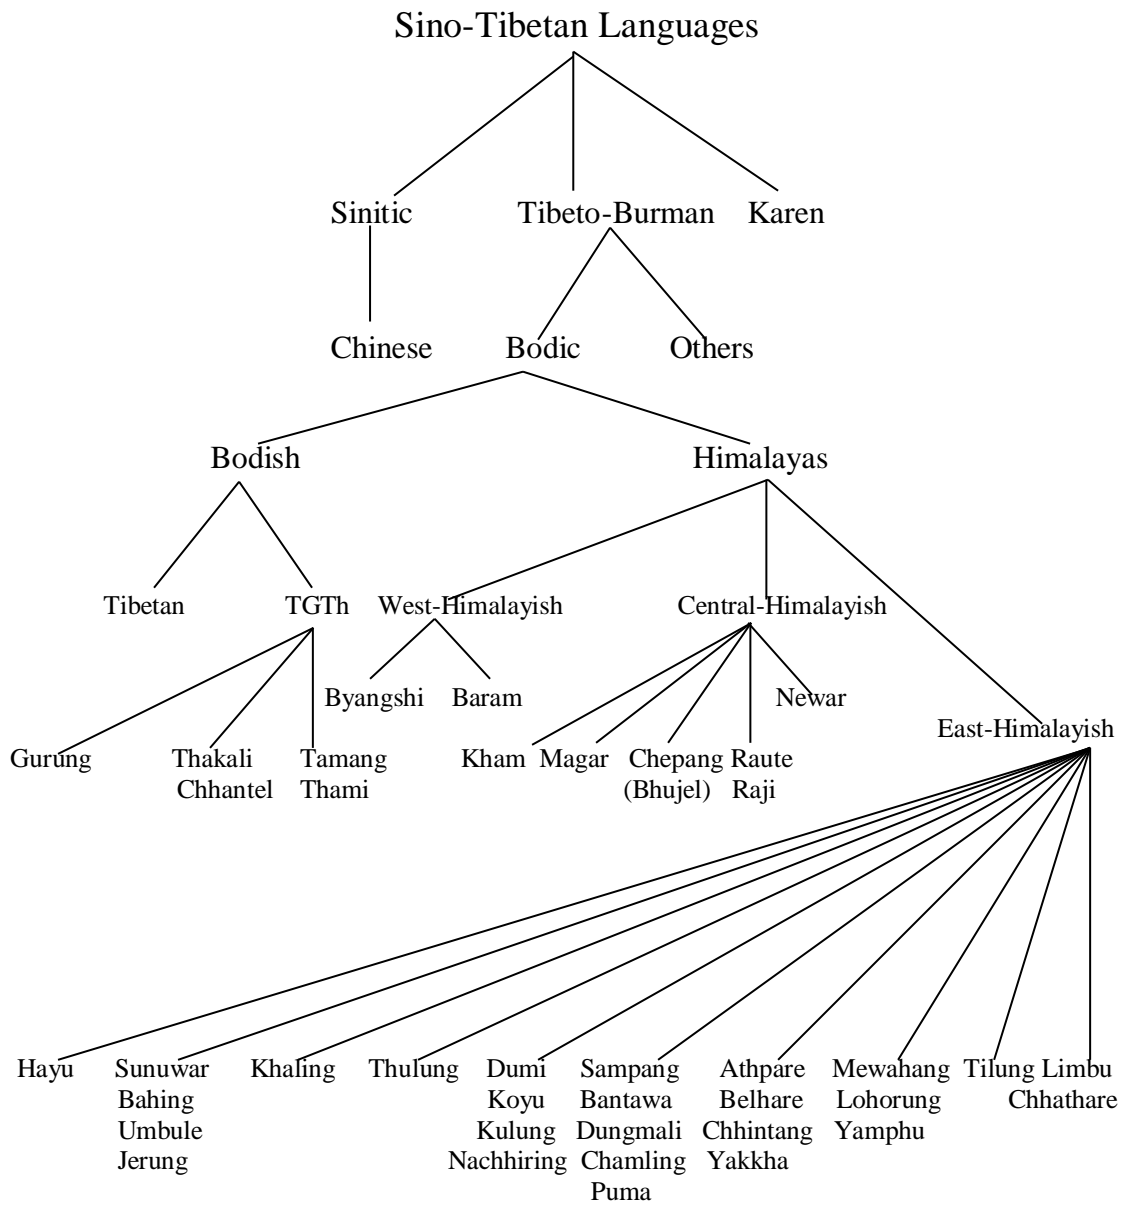 Sino-Tibetan Languages
Sinitic Tibeto-Burman Karen
Chinese Bodic Others
Bodish Himalayas
Tibetan TGTh West-Himalayish Central-Himalayish
Byangshi Baram Newar
East-Himalayish
Gurung Thakali Tamang Kham Magar Chepang Raute
Chhantel Thami (Bhujel) Raji
Hayu Sunuwar Khaling Thulung Dumi Sampang Athpare Mewahang Tilung Limbu
Bahing Koyu Bantawa Belhare Lohorung Chhathare
Umbule Kulung Dungmali Chhintang Yamphu
Jerung Nachhiring Chamling Yakkha
Puma